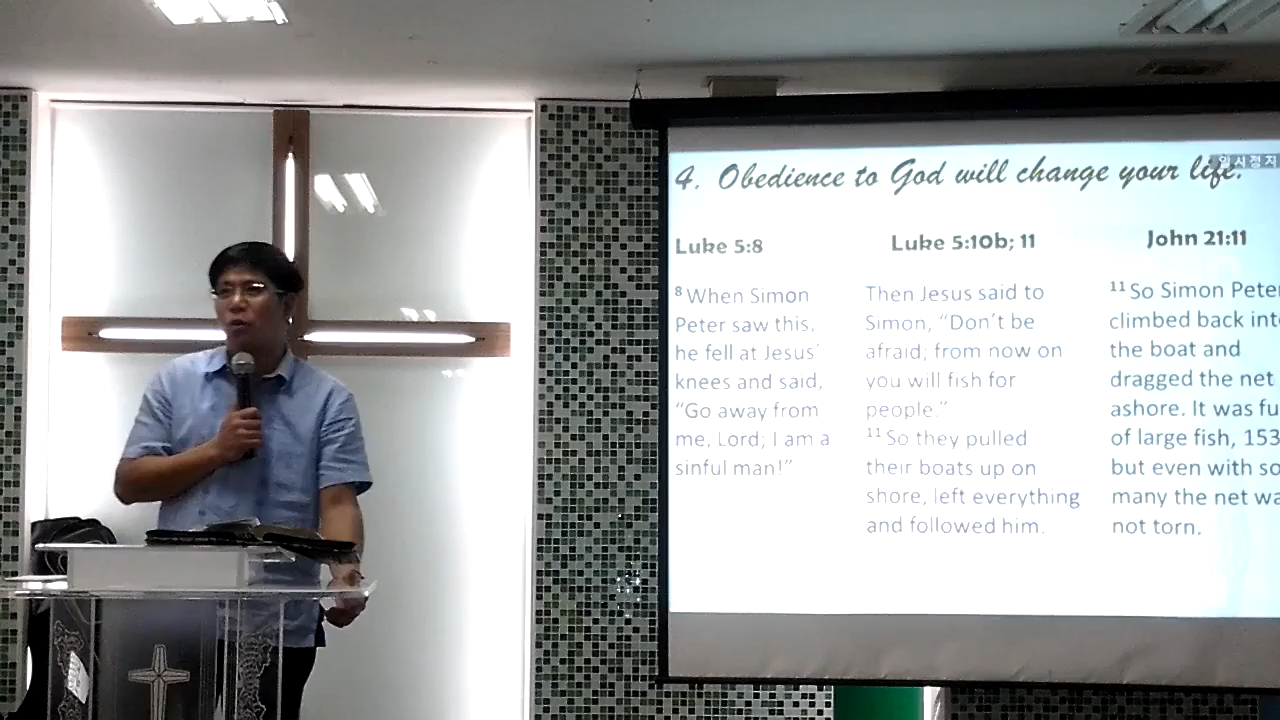 4. Obedience to God will change your life.
일시정지
Luke 5:8
8 When Simon
Peter saw this,
he fell at Jesus'
knees and said,
“Go away from
me, Lord; I am a
sinful man!”
Luke 5:10b; 11
Then Jesus said to
Simon, “Don't be
afraid; from now on
you will fish for
people.”
11 So they pulled
their boats up on
shore, left everything
and followed him.
John 21:11
11 So Simon Peter
climbed back
the boat and
dragged the net
ashore. It was
of large fish, 153
but even with
many the net
not torn.